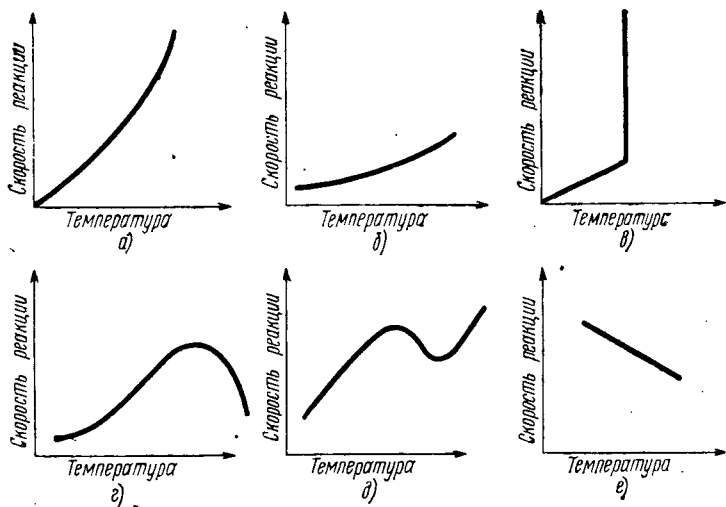 Скорость реакции
Температура
а)
Скорость реакции
Температура
б)
Скорость реакции
Температура
в)
Скорость реакции
Температура
г)
Скорость реакции
Температура
д)
Скорость реакции
Температура
е)